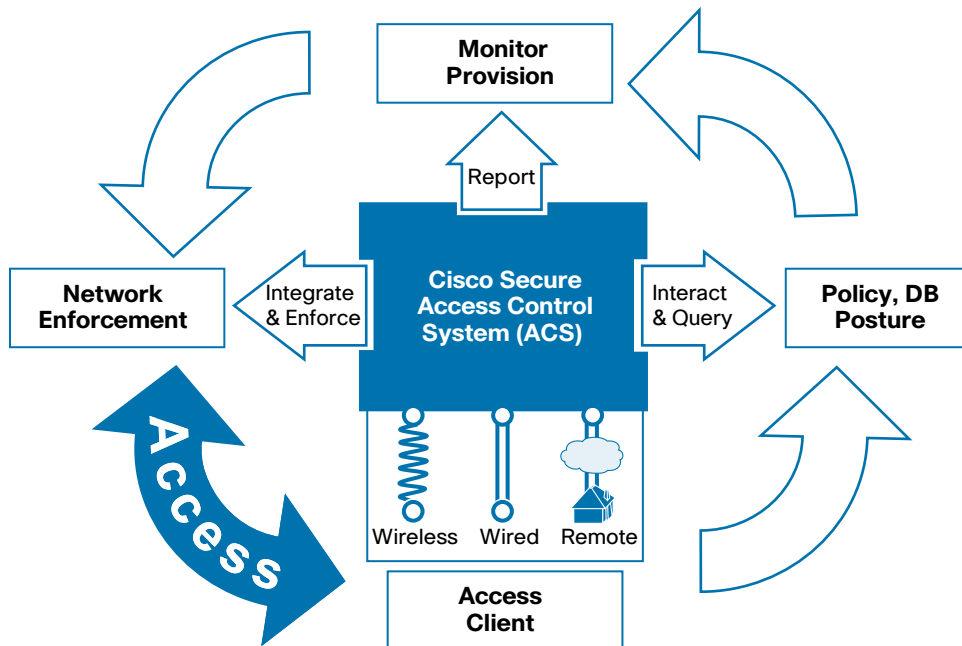 Monitor
Provision
Report
Cisco Secure
Access Control
System (ACS)
Network
Enforcement
Integrate
& Enforce
Interact
& Query
Policy, DB
Posture
Access
Wireless
Wired
Remote
Access
Client